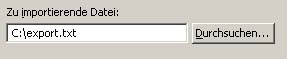 Zu importierende Datei:
C:\export.txt Durchsuchen...